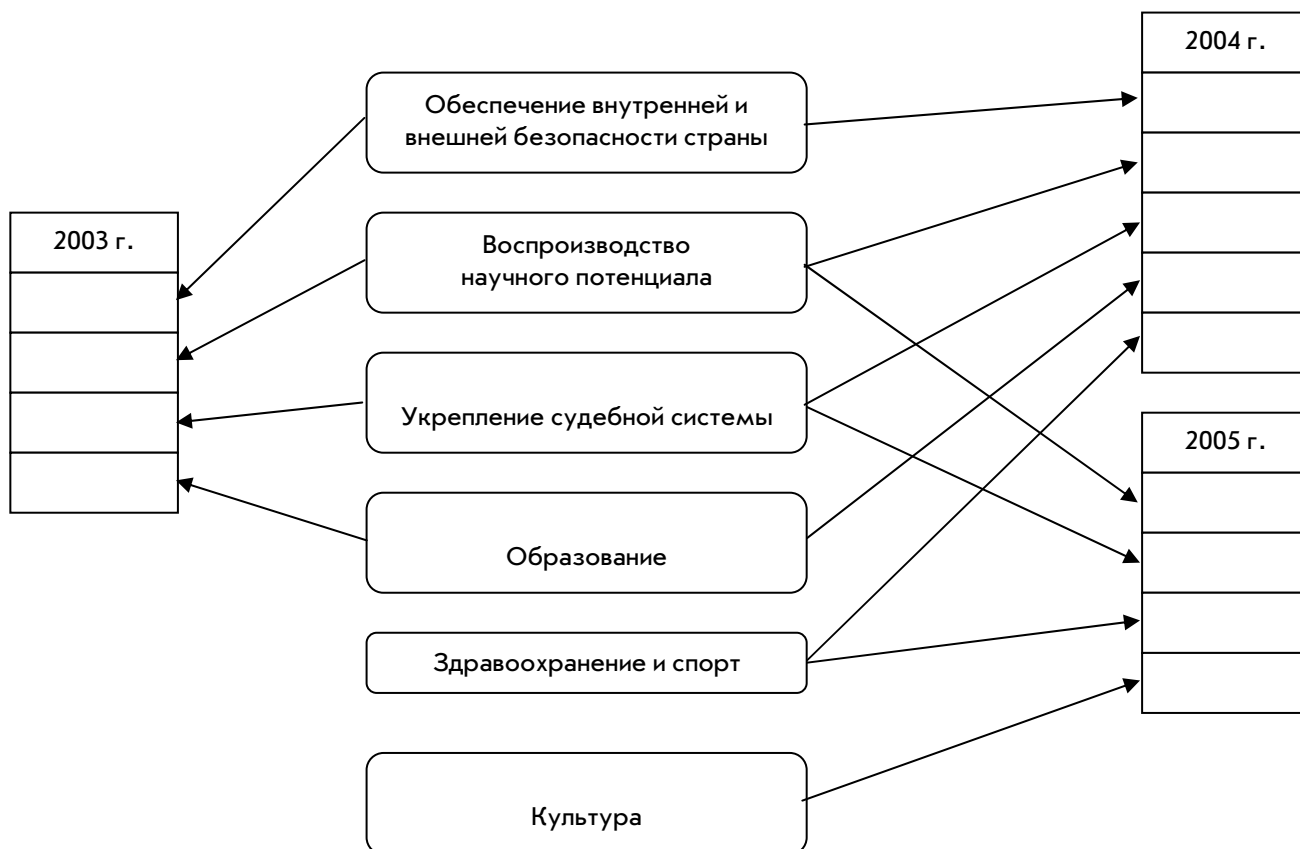 2004 г.
Обеспечение внутренней и
внешней безопасности страны
2003 г.
Воспроизводство
научного потенциала
Укрепление судебной системы
2005 г.
Образование
Здравоохранение и спорт
Культура